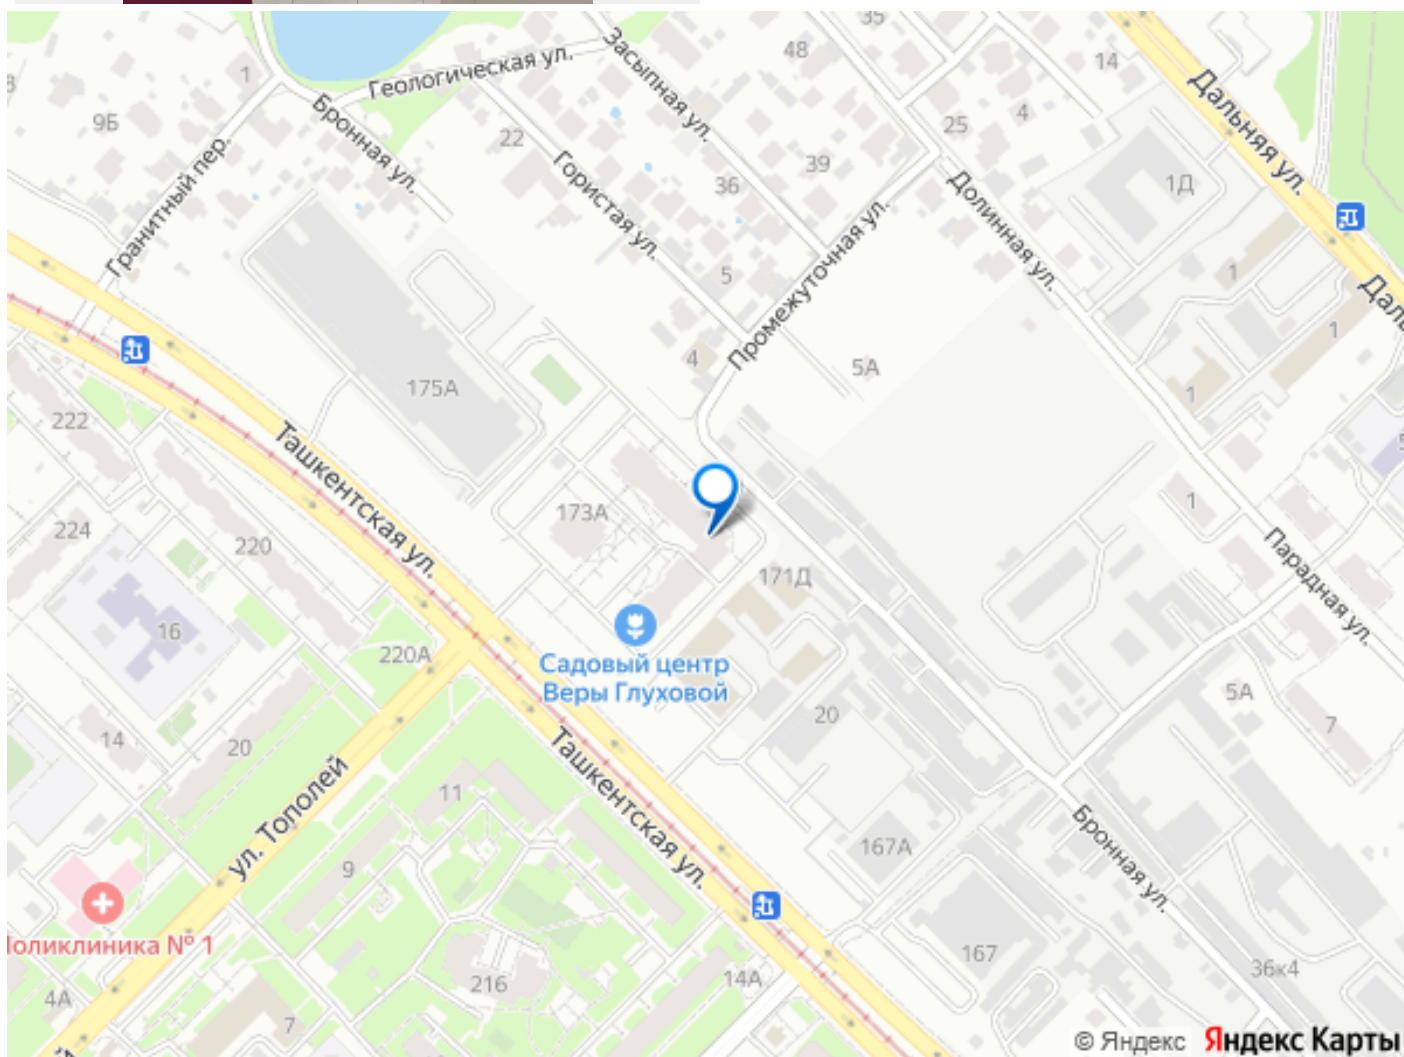 35
48
Засыпная ул.
14
Геологическая ул.
1
Дальняя ул.
9Б
Бронная ул.
22
25
4
39
Гористая ул.
36
1Д
Гранитный пер.
Долинная ул.
Промежуточная ул.
5
1
Даль
4
5А
1
175А
1
222
Ташкентская ул.
173А
1
224
220
171Д
Парадная ул.
16
220А
Садовый центр
Веры Глуховой
5А
20
7
14
20
11
Ташкентская ул.
ул. Тополей
9
167А
Бронная ул.
Поликлиника № 1
167
36к4
216
14А
4А
7
© Яндекс Яндекс Карты